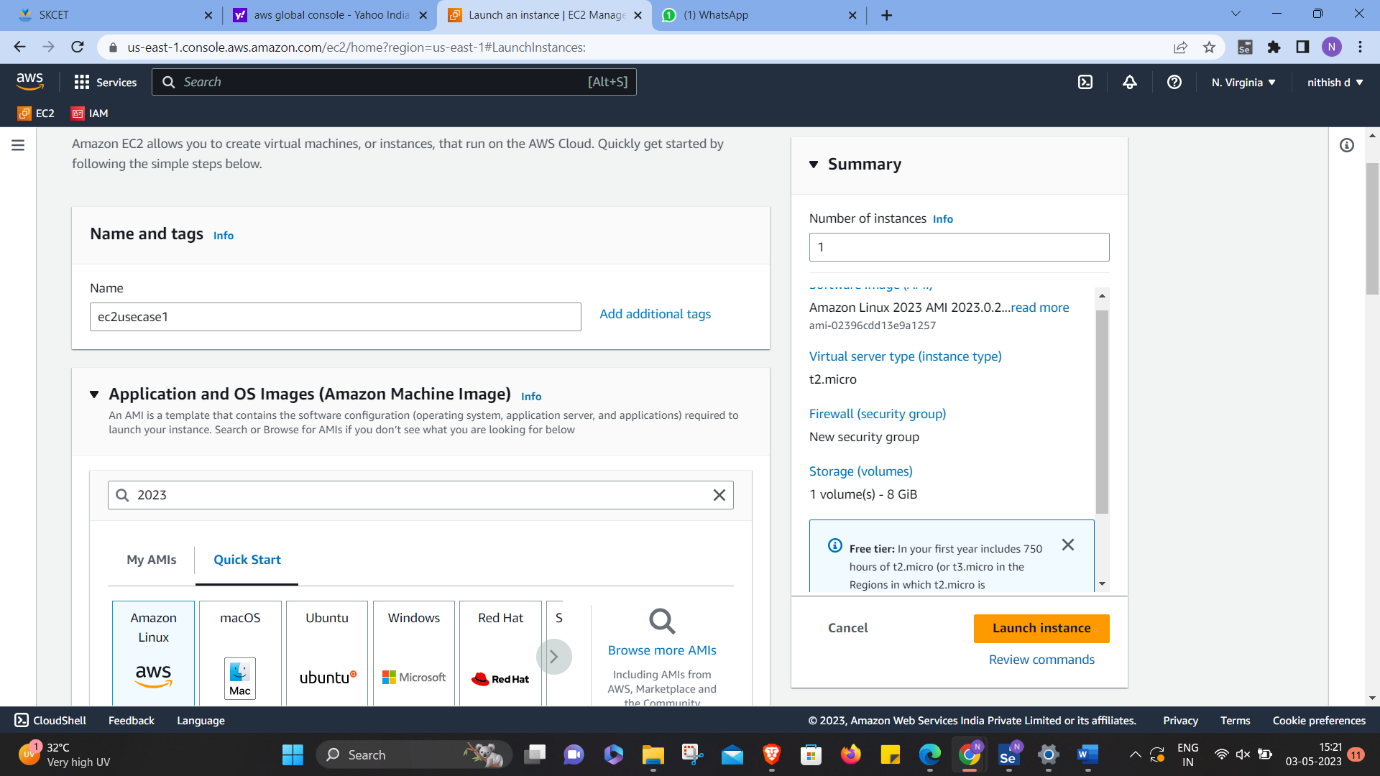 SKCET
aws global console - Yahoo India
Launch an instance | EC2 Manage
(1) WhatsApp
us-east-1.console.aws.amazon.com/ec2/home?region=us-east-1#LaunchInstances:
Se
N
aws
Services
Search
[Alt+S]
N. Virginia
nithish d
EC2
IAM
Amazon EC2 allows you to create virtual machines, or instances, that run on the AWS Cloud. Quickly get started by
following the simple steps below.
Name and tags Info
Name
ec2usecase1
Add additional tags
Application and OS Images (Amazon Machine Image) Info
An AMI is a template that contains the software configuration (operating system, application server, and applications) required to
launch your instance. Search or Browse for AMIs if you don't see what you are looking for below
2023
My AMIs
Quick Start
Amazon
Linux
aws
macOS
Mac
Ubuntu
ubuntu
Windows
Microsoft
Red Hat
Red Hat
S
Browse more AMIs
Including AMIs from
AWS, Marketplace and
the Community
Summary
Number of instances Info
1
Software Image (AMI)
Amazon Linux 2023 AMI 2023.0.2...read more
ami-02396cdd13e9a1257
Virtual server type (instance type)
t2.micro
Firewall (security group)
New security group
Storage (volumes)
1 volume(s) - 8 GiB
Free tier: In your first year includes 750
hours of t2.micro (or t3.micro in the
Regions in which t2.micro is
Cancel
Launch instance
Review commands
CloudShell
Feedback
Language
© 2023, Amazon Web Services India Private Limited or its affiliates.
Privacy
Terms
Cookie preferences
UV
1
32°C
Very high UV
Search
N
Se
N
W
ENG
IN
15:21
03-05-2023
11